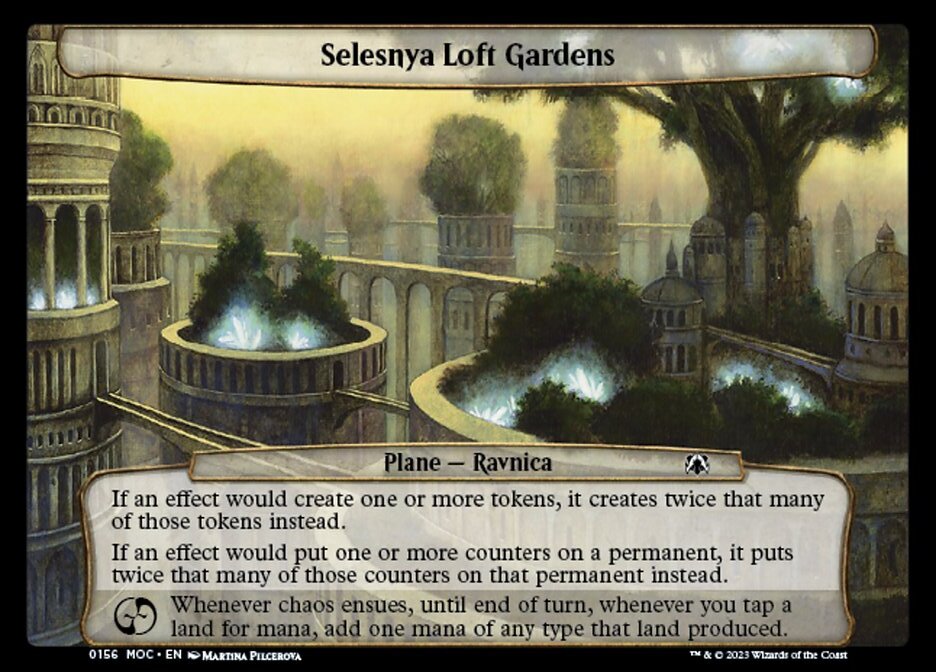 Selesnya Loft Gardens
Plane — Ravnica
If an effect would create one or more tokens, it creates twice that many
of those tokens instead.
If an effect would put one or more counters on a permanent, it puts
twice that many of those counters on that permanent instead.
Whenever chaos ensues, until end of turn, whenever you tap a
land for mana, add one mana of any type that land produced.
0156 MOC • EN Martina Pilcerova
™ & © 2023 Wizards of the Coast